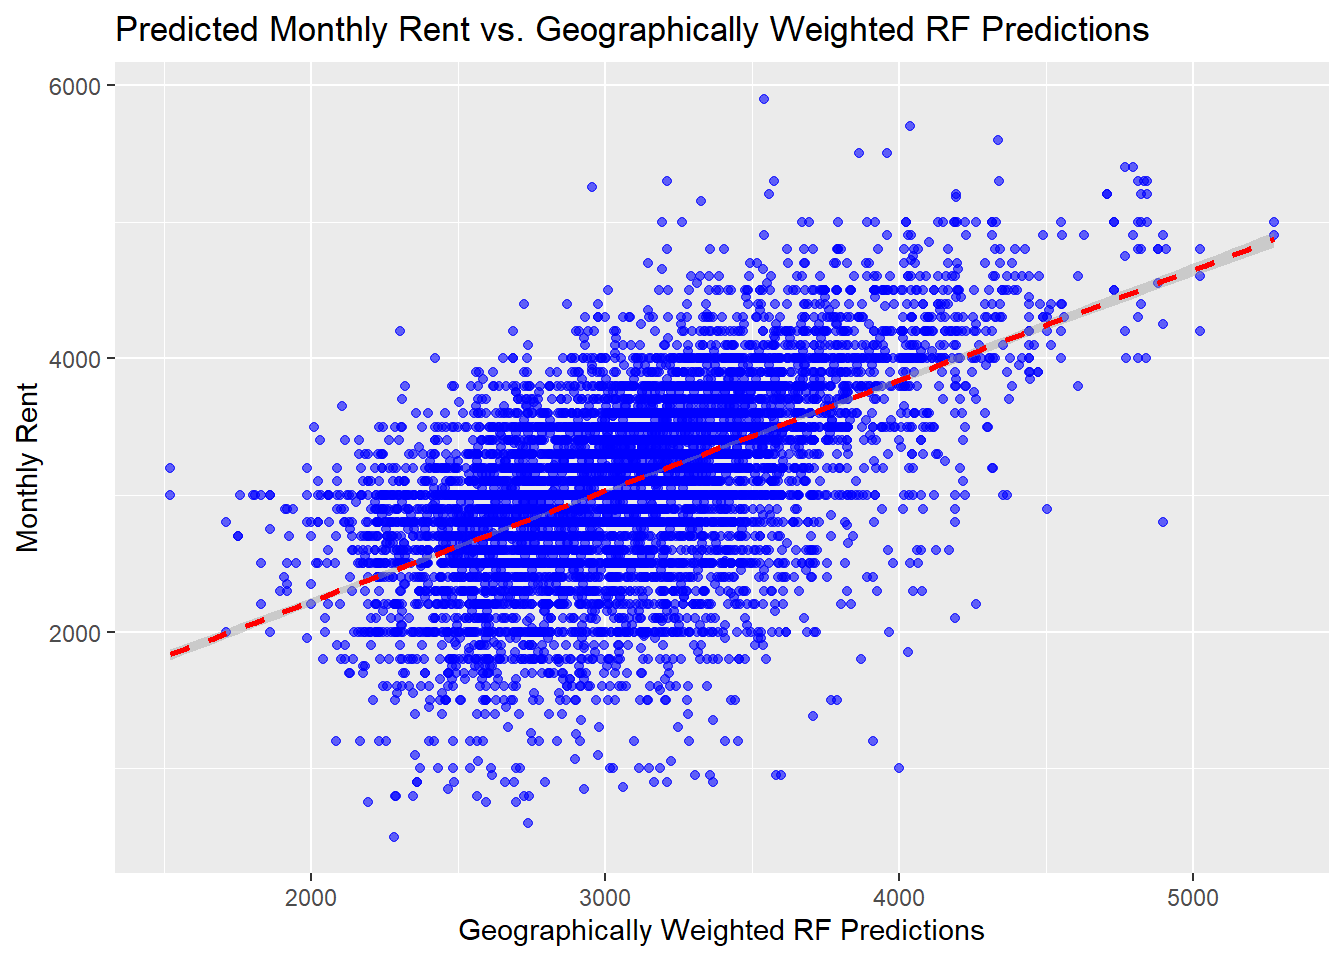 Predicted Monthly Rent vs. Geographically Weighted RF Predictions
6000
4000
2000
Monthly Rent
2000 3000 4000 5000
Geographically Weighted RF Predictions